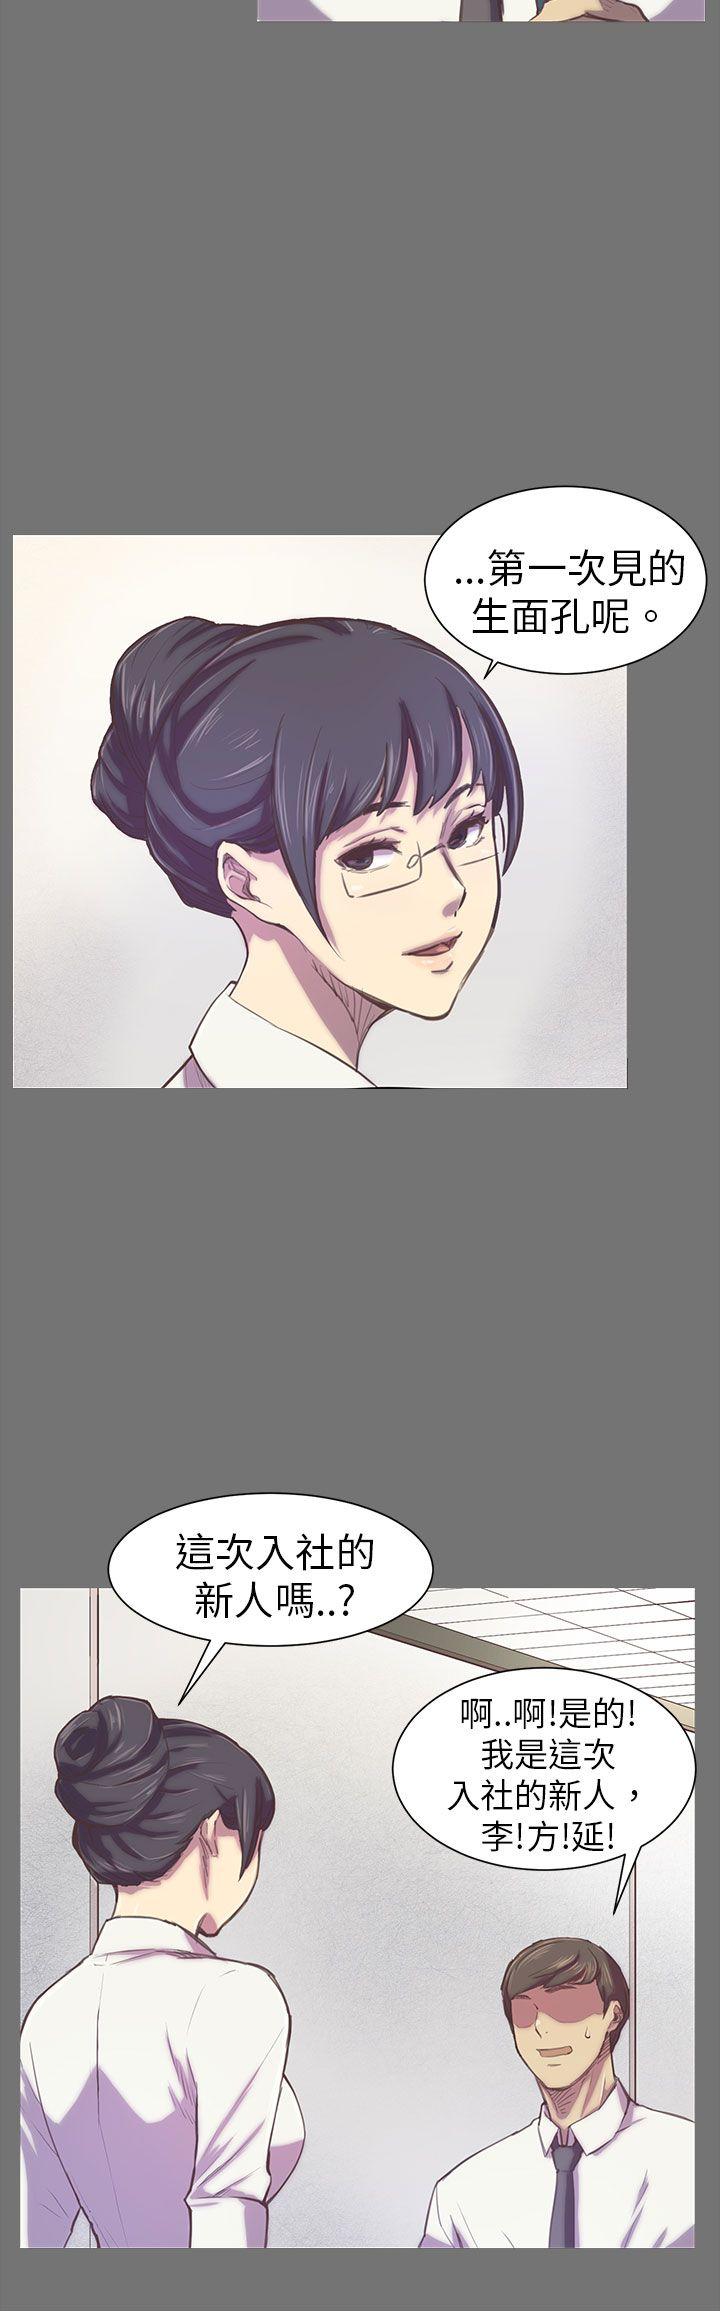 ...第一次見的
生面孔呢。
這次入社的
新人嗎..?
啊..啊!是的!
我是這次
入社的新人，
李!方!延!